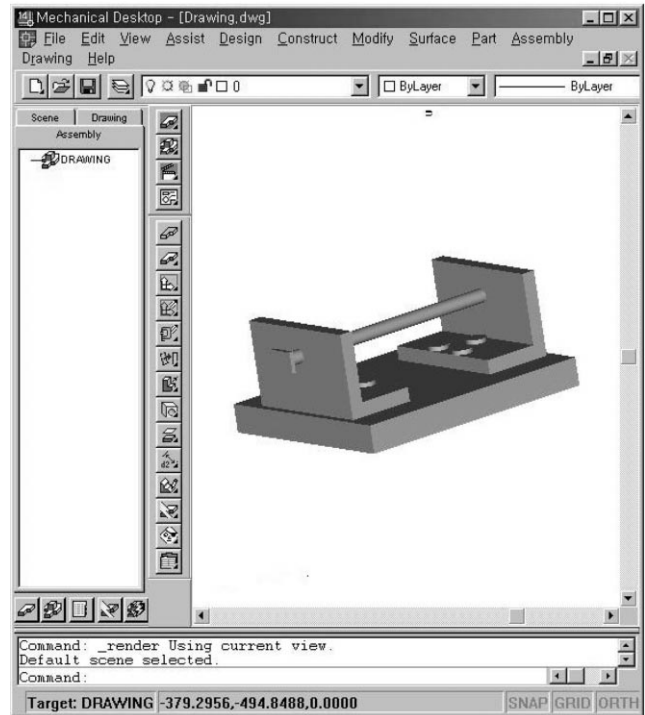 Mechanical Desktop - [Drawing,dwg]
File Edit View Assist Design Construct Modify Surface Part Assembly
Drawing Help
0 ByLayer ByLayer
Scene Drawing
Assembly
DRAWING
d2
Command: _render Using current view.
Default scene selected.
Command:
Target: DRAWING -379.2956,-494.8488,0.0000 SNAP GRID ORTH